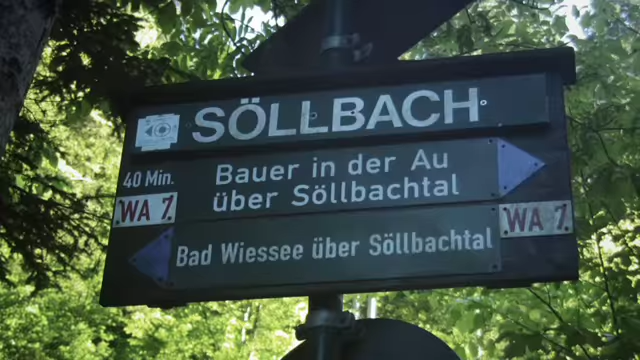 SÖLLBACH
40 Min.
Bauer in der Au
über Söllbachtal
WA 7
Bad Wiessee über Söllbachtal
WA 7